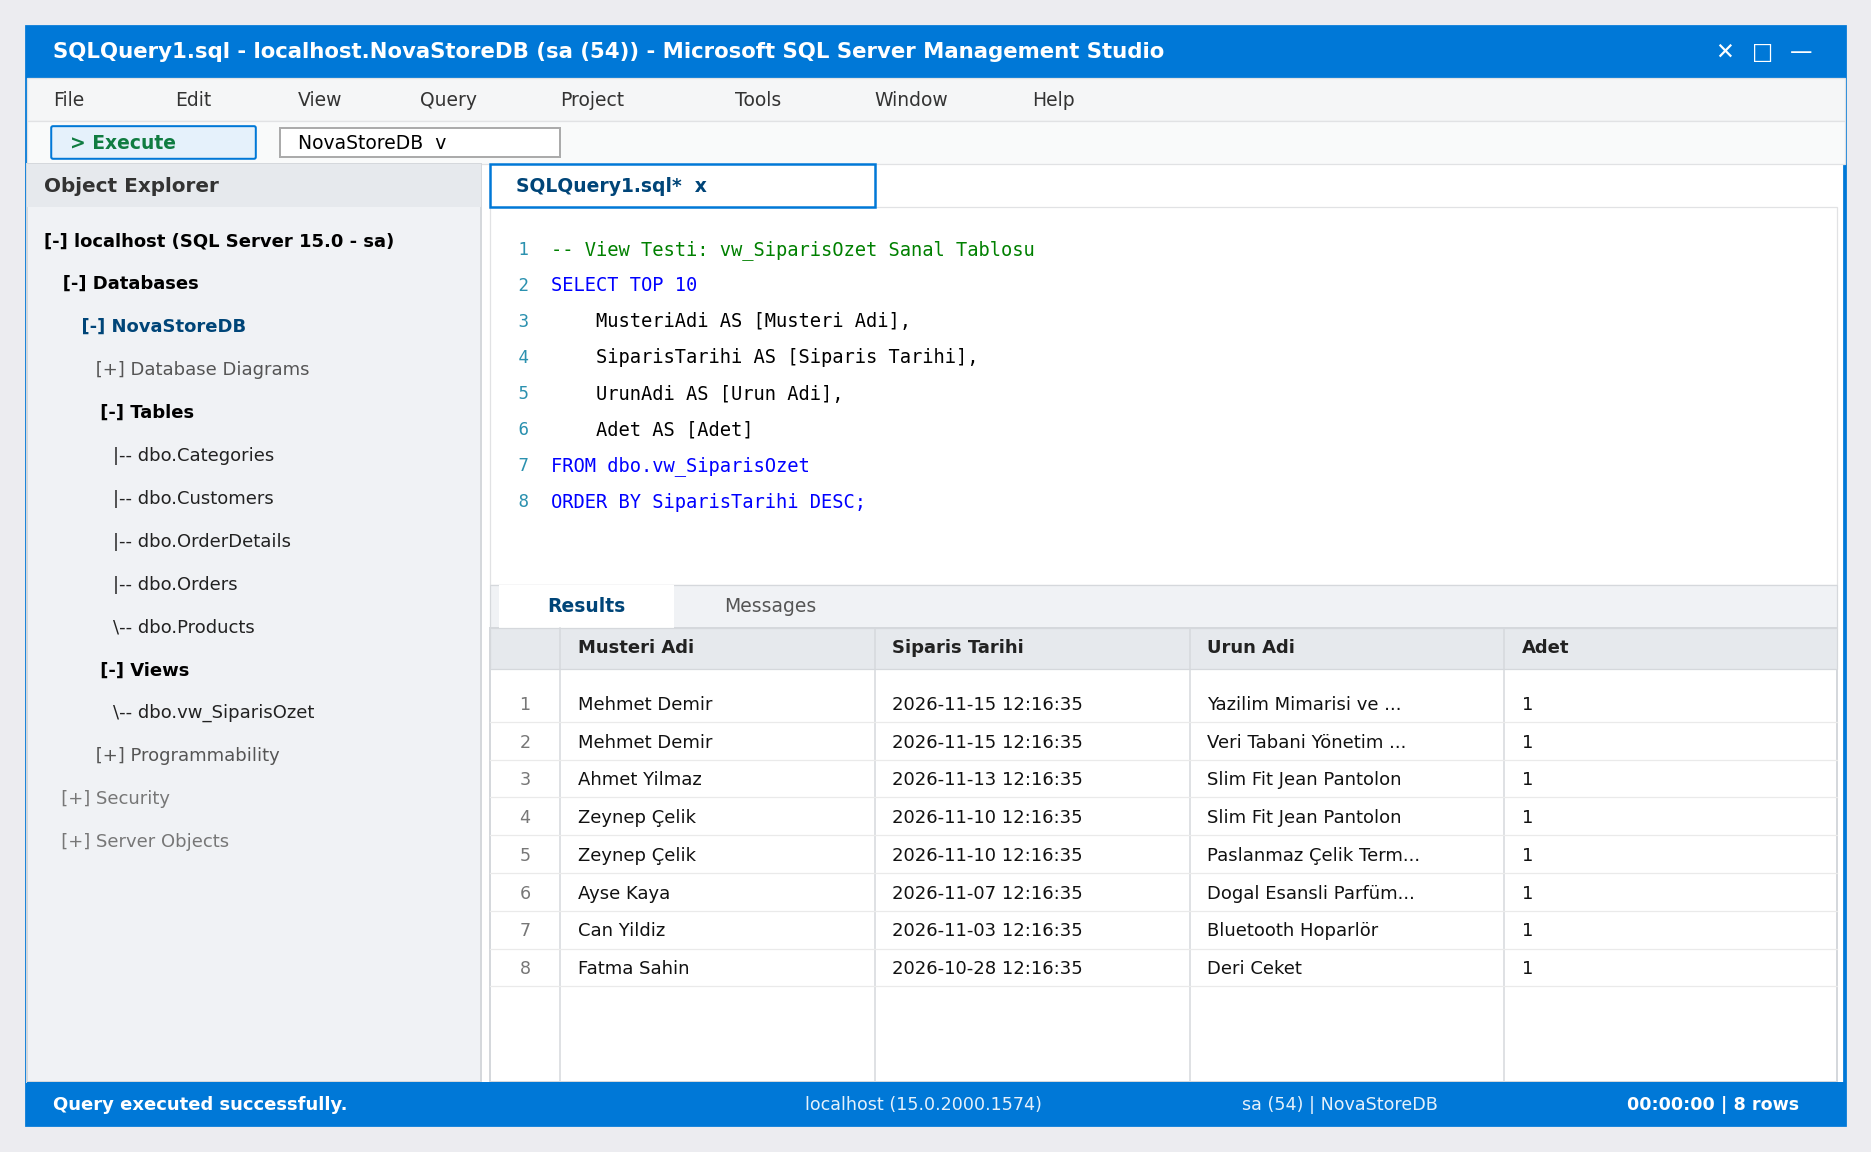 SQLQuery1.sql - localhost.NovaStoreDB (sa (54)) - Microsoft SQL Server Management Studio ✕ □ —
File Edit View Query Project Tools Window Help
> Execute NovaStoreDB v
Object Explorer
[-] localhost (SQL Server 15.0 - sa)
[-] Databases
[-] NovaStoreDB
[+] Database Diagrams
[-] Tables
|-- dbo.Categories
|-- dbo.Customers
|-- dbo.OrderDetails
|-- dbo.Orders
\-- dbo.Products
[-] Views
\-- dbo.vw_SiparisOzet
[+] Programmability
[+] Security
[+] Server Objects
SQLQuery1.sql* x
1 -- View Testi: vw_SiparisOzet Sanal Tablosu
2 SELECT TOP 10
3 MusteriAdi AS [Musteri Adi],
4 SiparisTarihi AS [Siparis Tarihi],
5 UrunAdi AS [Urun Adi],
6 Adet AS [Adet]
7 FROM dbo.vw_SiparisOzet
8 ORDER BY SiparisTarihi DESC;
Results Messages
Musteri Adi Siparis Tarihi Urun Adi Adet
1 Mehmet Demir 2026-11-15 12:16:35 Yazilim Mimarisi ve ... 1
2 Mehmet Demir 2026-11-15 12:16:35 Veri Tabani Yönetim ... 1
3 Ahmet Yilmaz 2026-11-13 12:16:35 Slim Fit Jean Pantolon 1
4 Zeynep Çelik 2026-11-10 12:16:35 Slim Fit Jean Pantolon 1
5 Zeynep Çelik 2026-11-10 12:16:35 Paslanmaz Çelik Term... 1
6 Ayse Kaya 2026-11-07 12:16:35 Dogal Esansli Parfüm... 1
7 Can Yildiz 2026-11-03 12:16:35 Bluetooth Hoparlör 1
8 Fatma Sahin 2026-10-28 12:16:35 Deri Ceket 1
Query executed successfully. localhost (15.0.2000.1574) sa (54) | NovaStoreDB 00:00:00 | 8 rows